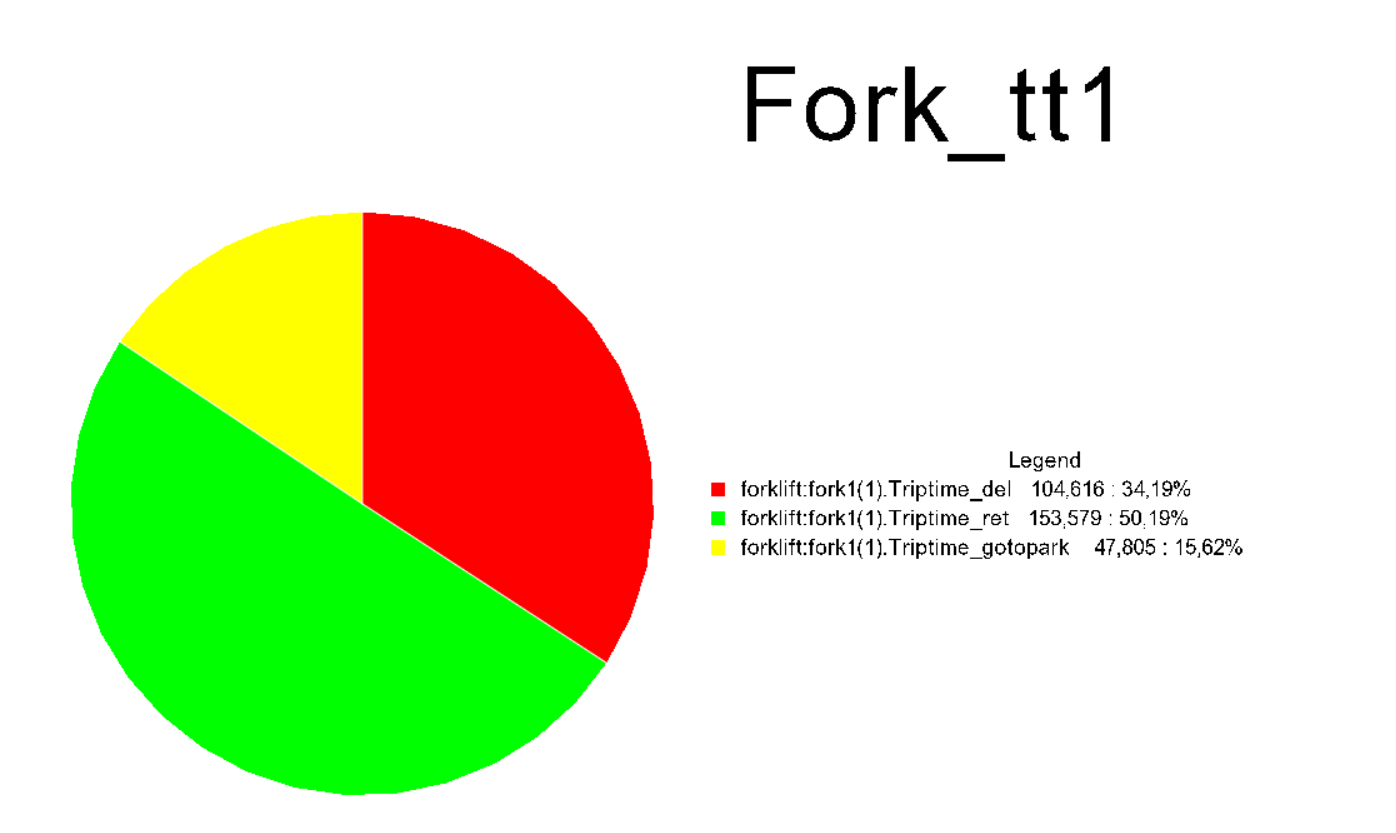 Fork_tt1
Legend
forklift:fork1(1).Triptime_del 104,616 : 34,19%
forklift:fork1(1).Triptime_ret 153,579 : 50,19%
forklift:fork1(1).Triptime_gotopark 47,805 : 15,62%